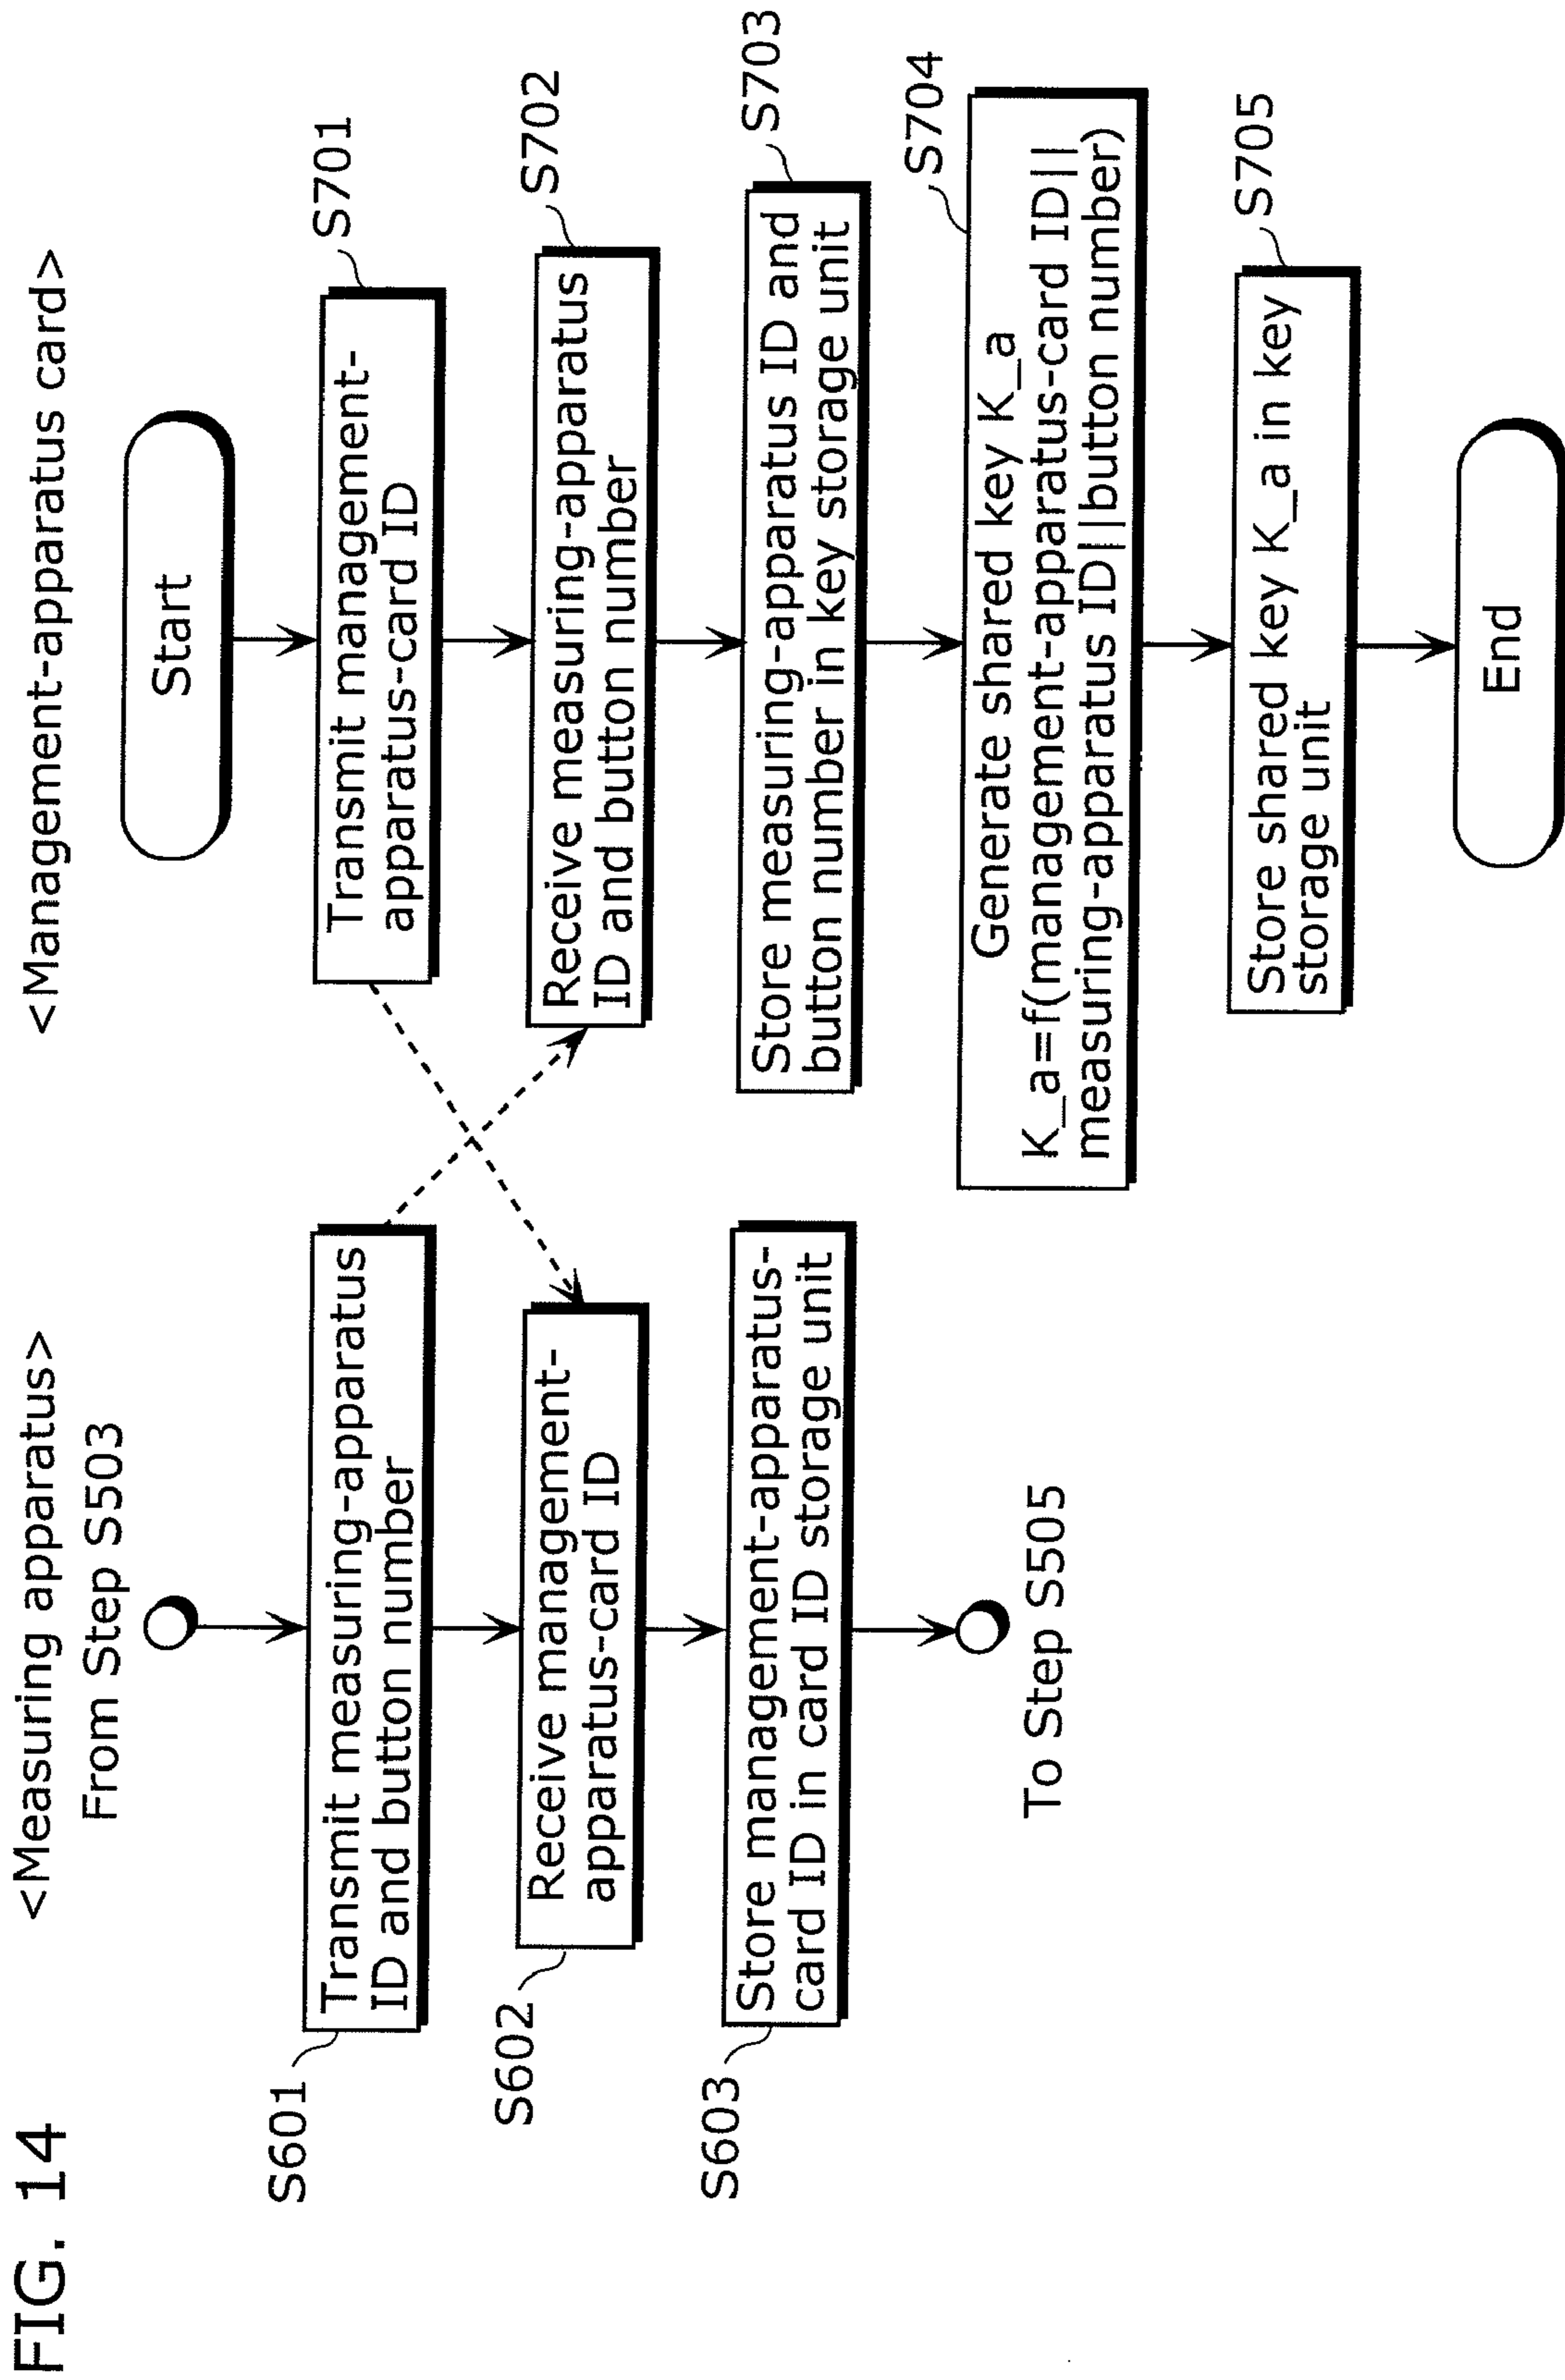 FIG. 14
<Measuring apparatus>
From Step S503
S601
Transmit measuring-apparatus
ID and button number
S602
Receive management-
apparatus-card ID
S603
Store management-apparatus-
card ID in card ID storage unit
To Step S505
<Management-apparatus card>
Start
S701
Transmit management-
apparatus-card ID
S702
Receive measuring-apparatus
ID and button number
S703
Store measuring-apparatus ID and
button number in key storage unit
S704
Generate shared key K_a
K_a=f(management-apparatus-card ID||
measuring-apparatus ID||button number)
S705
Store shared key K_a in key
storage unit
End